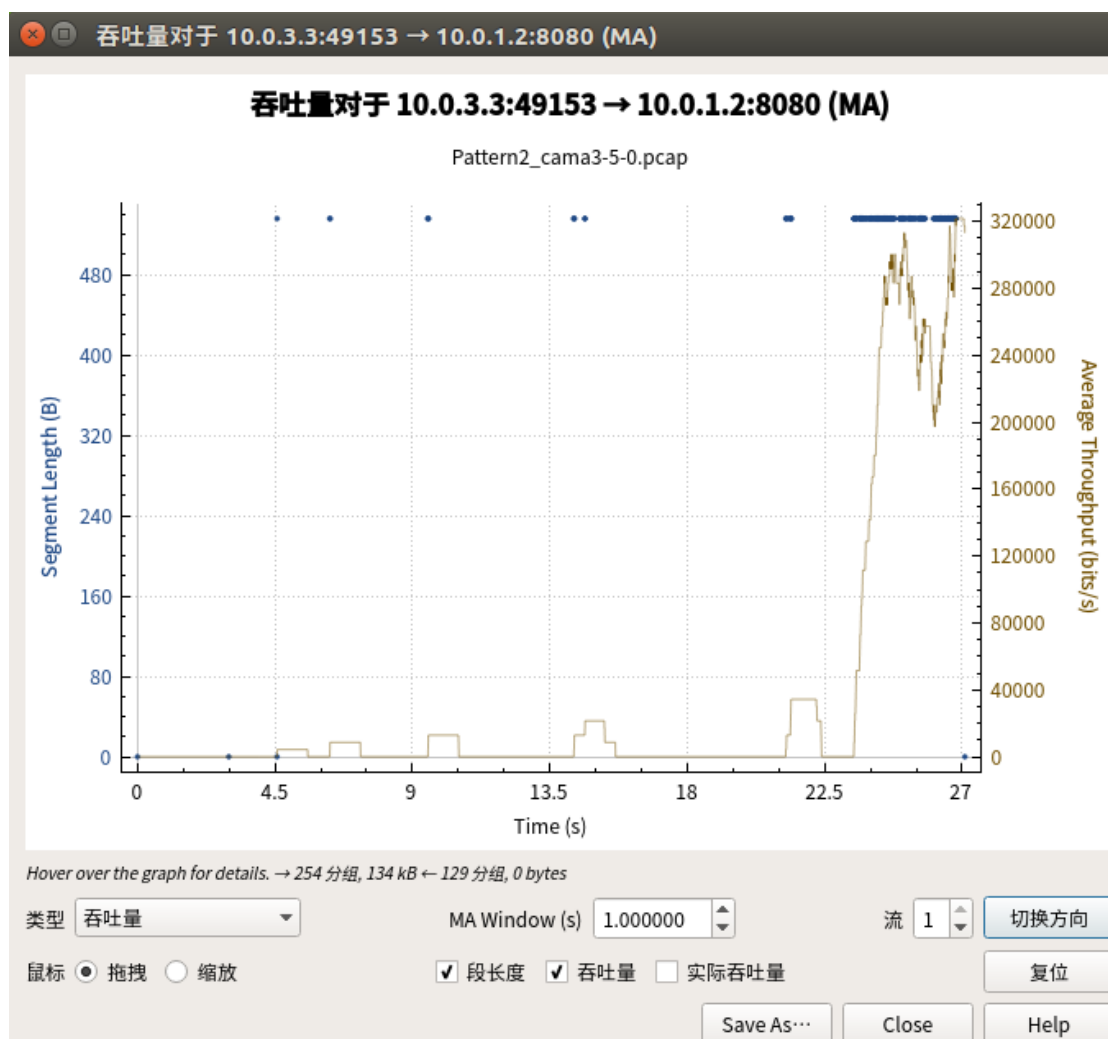 吞吐量对于 10.0.3.3:49153 → 10.0.1.2:8080 (MA)
吞吐量对于 10.0.3.3:49153 → 10.0.1.2:8080 (MA)
Pattern2_cama3-5-0.pcap
Segment Length (B)
480
400
320
240
160
80
0
320000
280000
240000
200000
160000
120000
80000
40000
0
Average Throughput (bits/s)
0 4.5 9 13.5 18 22.5 27
Time (s)
Hover over the graph for details. → 254 分组, 134 kB ← 129 分组, 0 bytes
类型 吞吐量 MA Window (s) 1.000000 流 1 切换方向
鼠标 拖拽 缩放 段长度 吞吐量 实际吞吐量 复位
Save As… Close Help